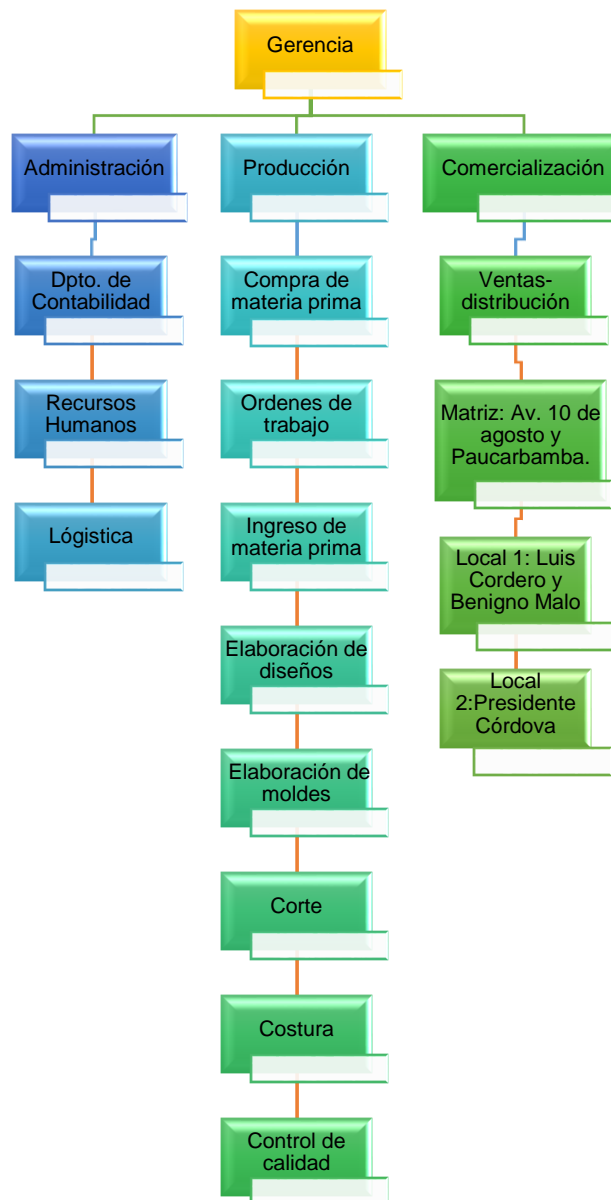 Gerencia
Administración
Producción
Comercialización
Dpto. de
Contabilidad
Recursos
Humanos
Lógistica
Compra de
materia prima
Ordenes de
trabajo
Ingreso de
materia prima
Elaboración de
diseños
Elaboración de
moldes
Corte
Costura
Control de
calidad
Ventas-
distribución
Matriz: Av. 10 de
agosto y
Paucarbamba.
Local 1: Luis
Cordero y
Benigno Malo
Local
2:Presidente
Córdova